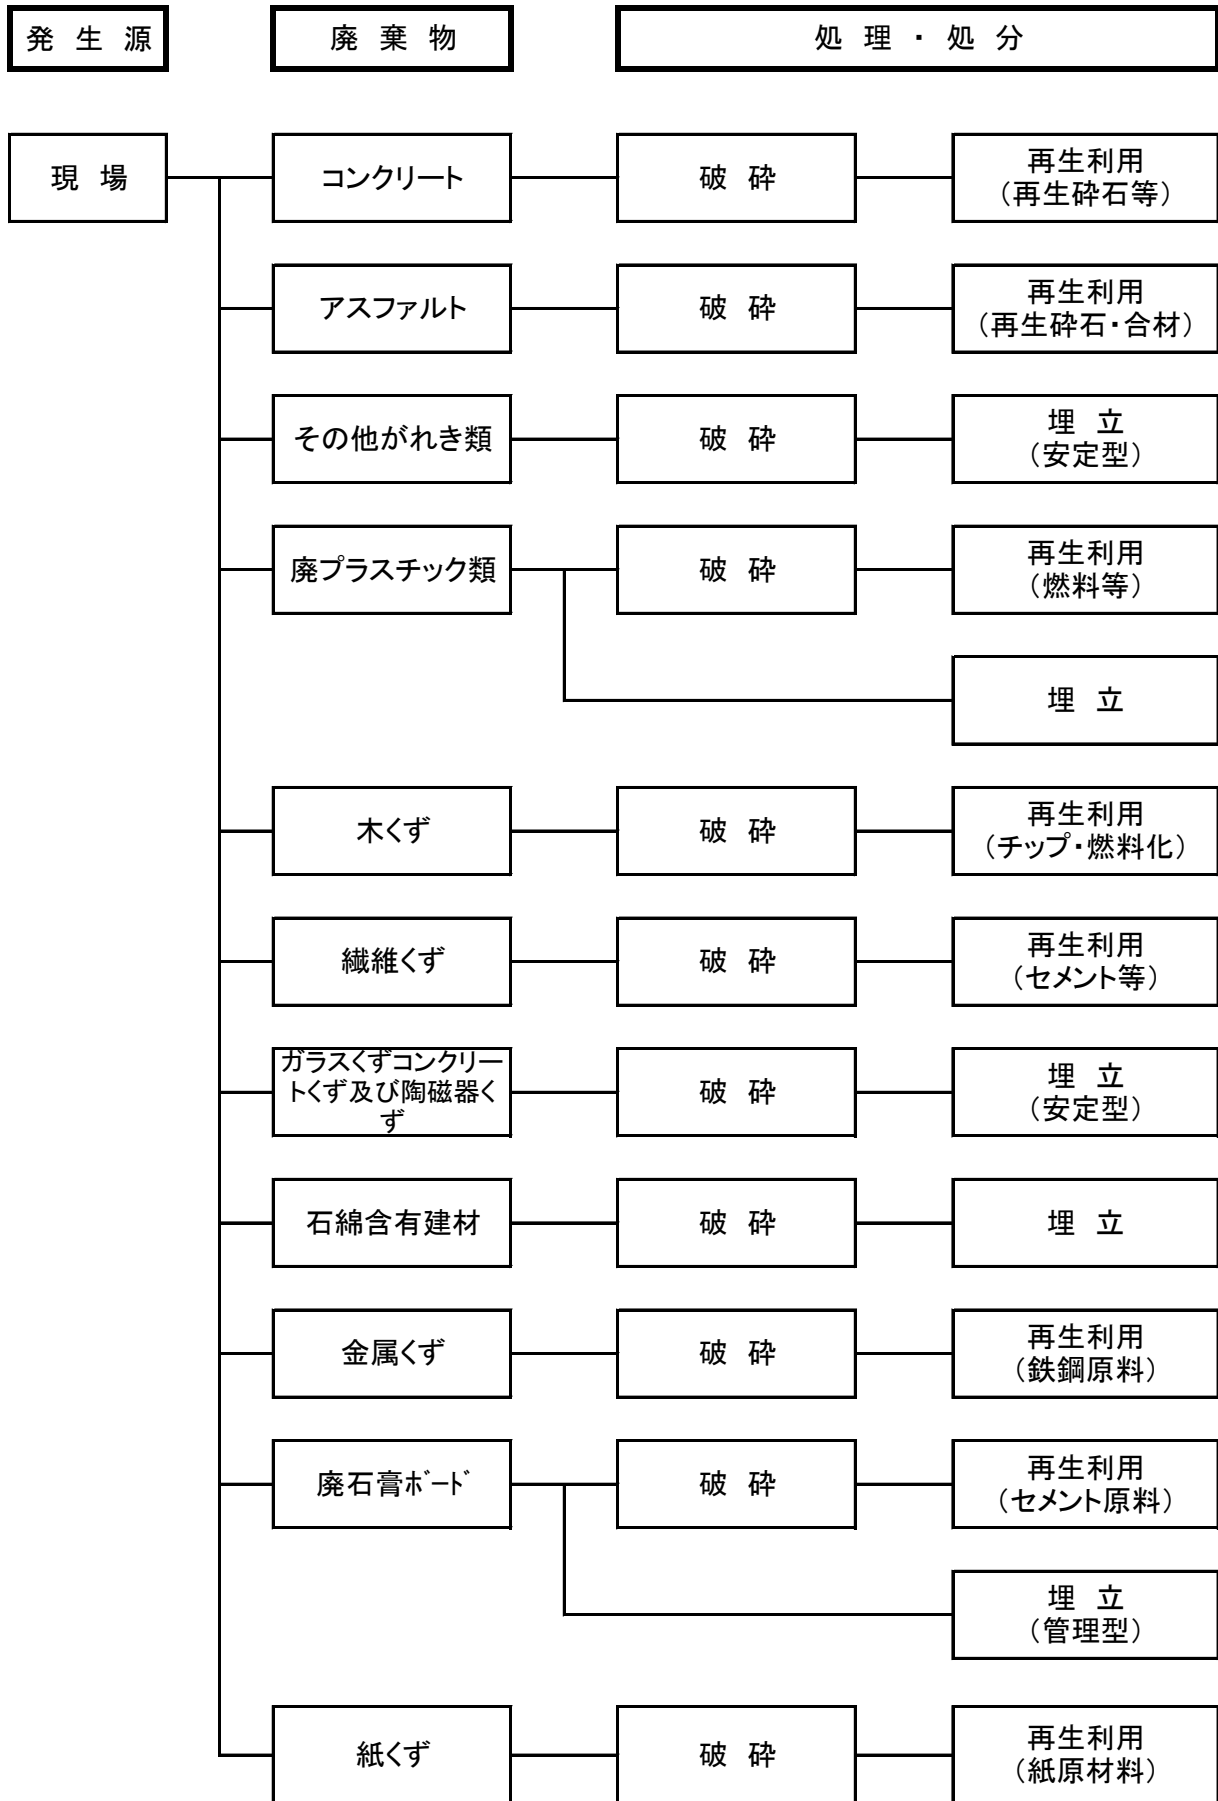 発 生 源
廃 棄 物
処 理 ・ 処 分
現 場
コンクリート
破 砕
再生利用
（再生砕石等）
アスファルト
破 砕
再生利用
（再生砕石・合材）
その他がれき類
破 砕
埋 立
（安定型）
廃プラスチック類
破 砕
再生利用
（燃料等）
埋 立
木くず
破 砕
再生利用
（チップ・燃料化）
繊維くず
破 砕
再生利用
（セメント等）
ガラスくずコンクリー
トくず及び陶磁器く
ず
破 砕
埋 立
（安定型）
石綿含有建材
破 砕
埋 立
金属くず
破 砕
再生利用
（鉄鋼原料）
廃石膏ﾎﾞｰﾄﾞ
破 砕
再生利用
（セメント原料）
埋 立
（管理型）
紙くず
破 砕
再生利用
（紙原材料）